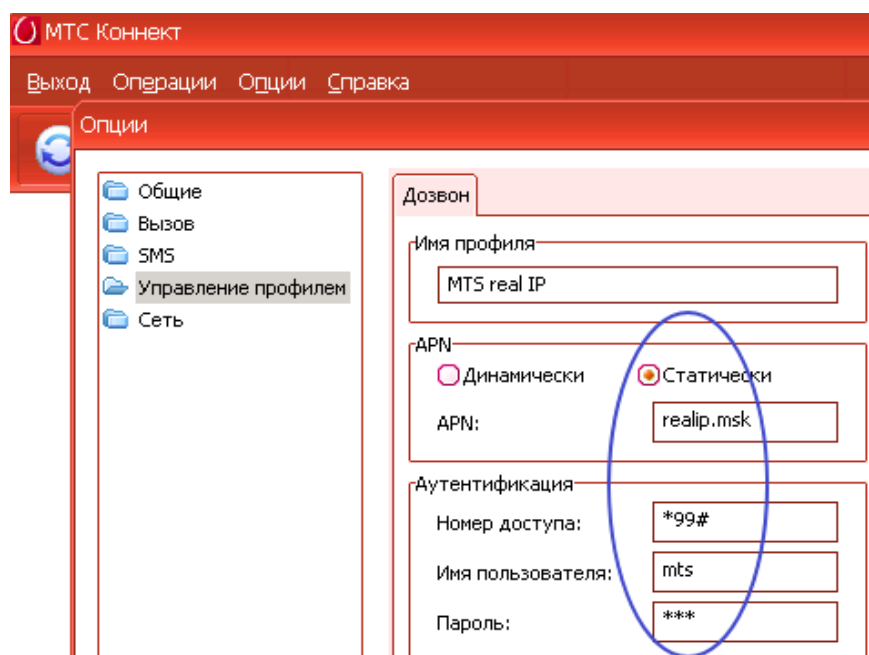 МТС Коннект
Выход Операции Опции Справка
Опции
Общие
Вызов
SMS
Управление профилем
Сеть
Дозвон
Имя профиля
MTS real IP
APN
Динамически Статически
APN: realip.msk
Аутентификация
Номер доступа: *99#
Имя пользователя: mts
Пароль: ***